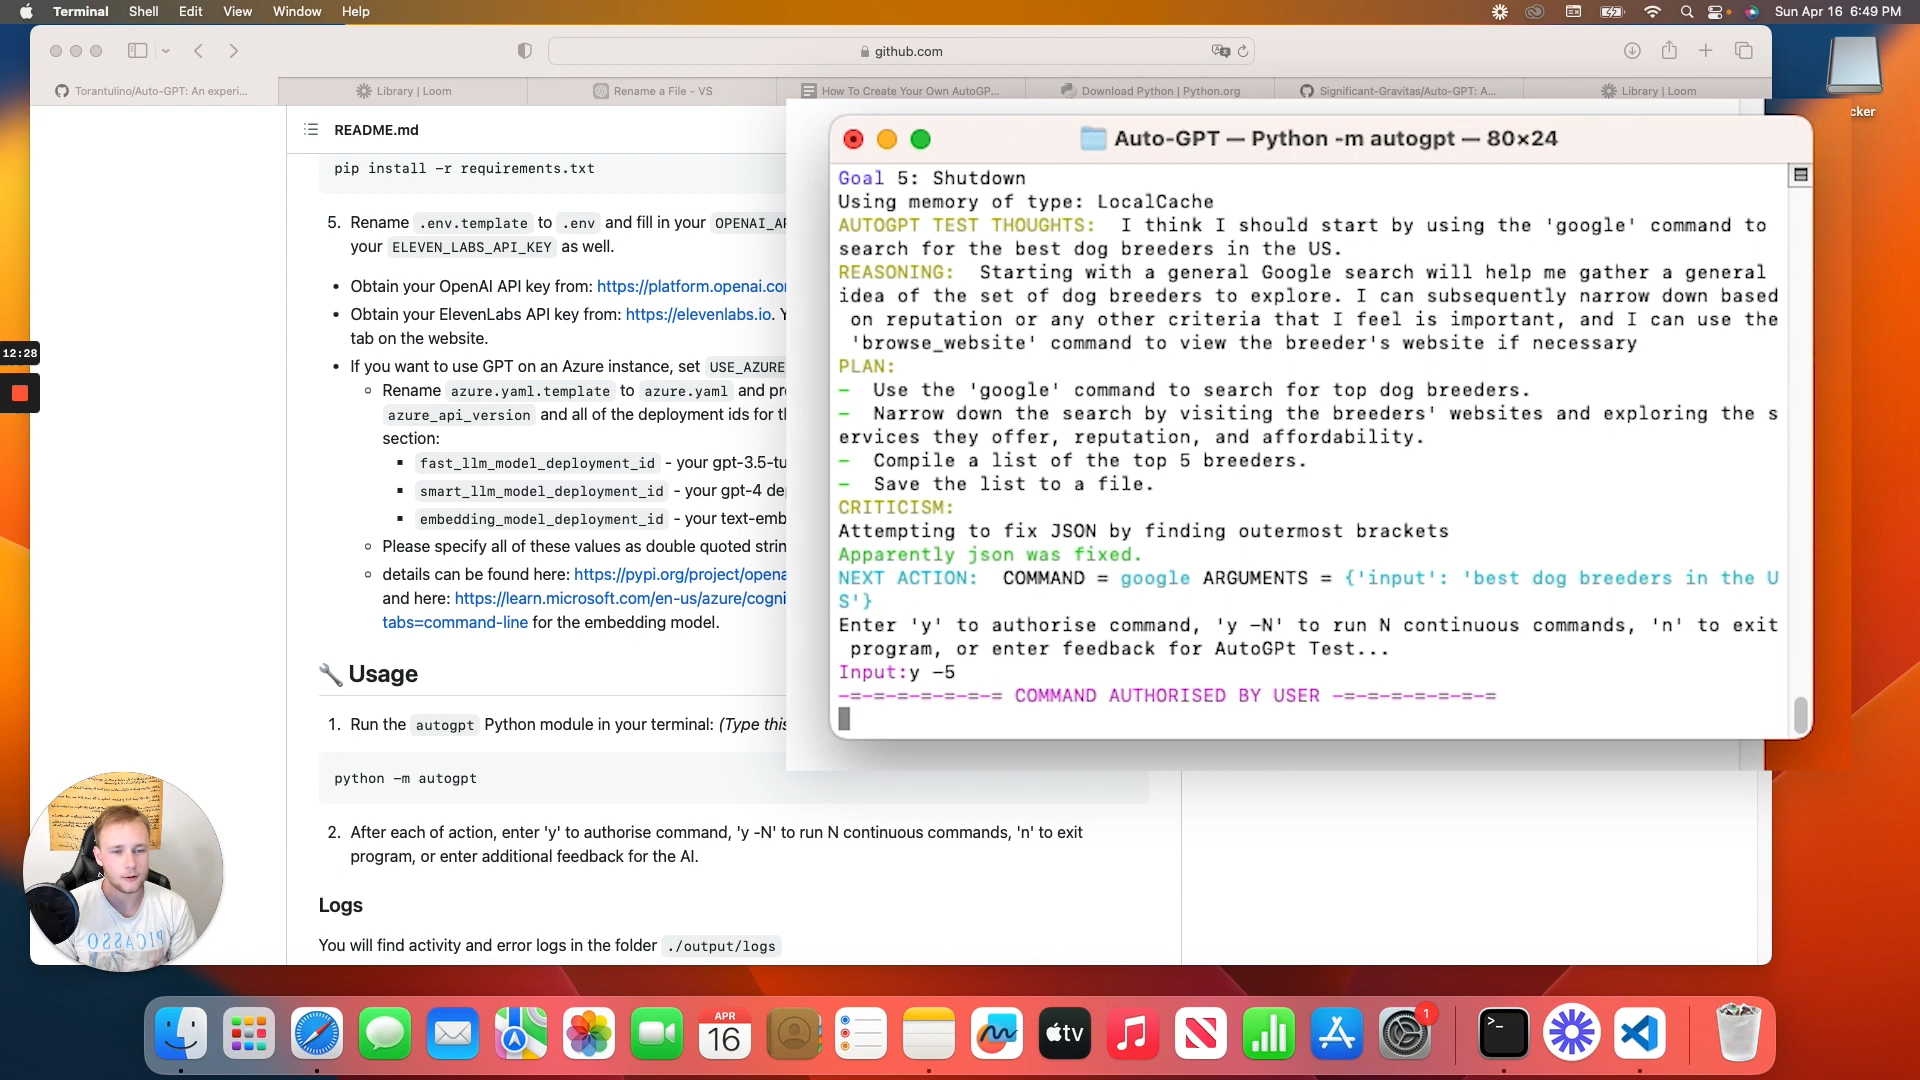 Terminal Shell Edit View Window Help Sun Apr 16 6:49 PM
github.com
Torantulino/Auto-GPT: An experi...
Library | Loom
Rename a File - VS
How To Create Your Own AutoGP...
Download Python | Python.org
Significant-Gravitas/Auto-GPT: A...
Library | Loom
cker
README.md
pip install -r requirements.txt
5. Rename .env.template to .env and fill in your OPENAI_AP
your ELEVEN_LABS_API_KEY as well.
• Obtain your OpenAI API key from: https://platform.openai.co
• Obtain your ElevenLabs API key from: https://elevenlabs.io. Y
tab on the website.
• If you want to use GPT on an Azure instance, set USE_AZURE
Rename azure.yaml.template to azure.yaml and pr
azure_api_version and all of the deployment ids for t
section:
fast_llm_model_deployment_id - your gpt-3.5-tu
smart_llm_model_deployment_id - your gpt-4 de
embedding_model_deployment_id - your text-emb
Please specify all of these values as double quoted strin
details can be found here: https://pypi.org/project/opena
and here: https://learn.microsoft.com/en-us/azure/cogni
tabs=command-line for the embedding model.
🔧 Usage
1. Run the autogpt Python module in your terminal: (Type this
python -m autogpt
2. After each of action, enter 'y' to authorise command, 'y -N' to run N continuous commands, 'n' to exit
program, or enter additional feedback for the AI.
Logs
You will find activity and error logs in the folder ./output/logs
Auto-GPT — Python -m autogpt — 80×24
Goal 5: Shutdown
Using memory of type: LocalCache
AUTOGPT TEST THOUGHTS: I think I should start by using the 'google' command to
search for the best dog breeders in the US.
REASONING: Starting with a general Google search will help me gather a general
idea of the set of dog breeders to explore. I can subsequently narrow down based
on reputation or any other criteria that I feel is important, and I can use the
'browse_website' command to view the breeder's website if necessary
PLAN:
- Use the 'google' command to search for top dog breeders.
- Narrow down the search by visiting the breeders' websites and exploring the s
ervices they offer, reputation, and affordability.
- Compile a list of the top 5 breeders.
- Save the list to a file.
CRITICISM:
Attempting to fix JSON by finding outermost brackets
Apparently json was fixed.
NEXT ACTION: COMMAND = google ARGUMENTS = {'input': 'best dog breeders in the U
S'}
Enter 'y' to authorise command, 'y -N' to run N continuous commands, 'n' to exit
program, or enter feedback for AutoGPt Test...
Input:y -5
-=-=-=-=-=-=-= COMMAND AUTHORISED BY USER -=-=-=-=-=-=-=
12:28
PICASSO
APR
16
tv
1